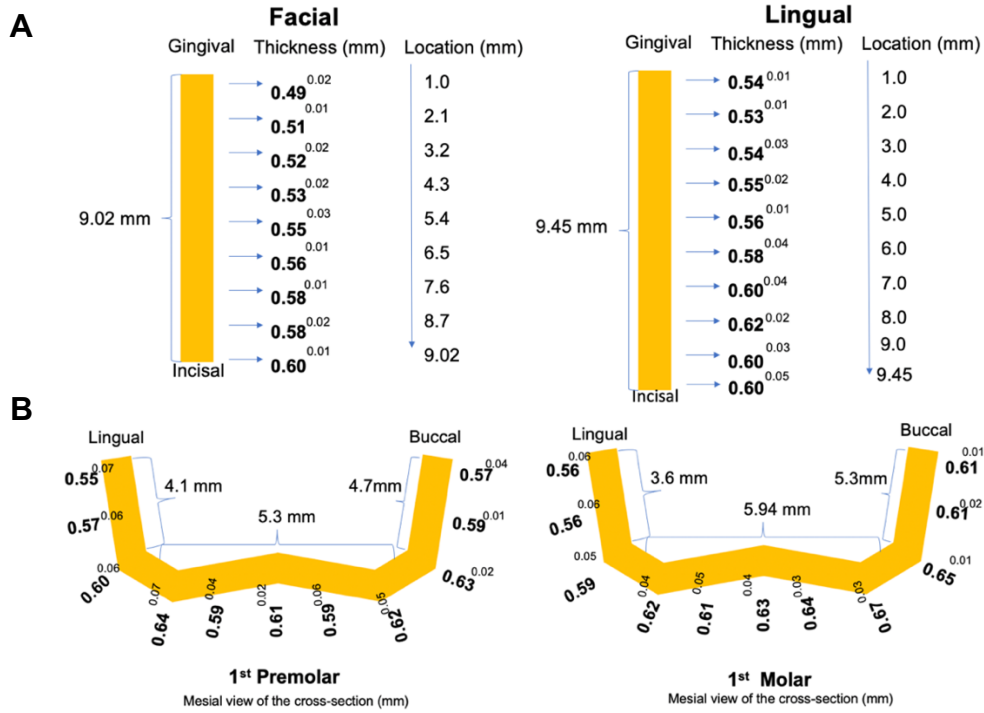 A
Facial
Gingival Thickness (mm) Location (mm)
0.49 0.02 1.0
0.51 0.01 2.1
0.52 0.02 3.2
0.53 0.02 4.3
9.02 mm
0.55 0.03 5.4
0.56 0.01 6.5
0.58 0.01 7.6
0.58 0.02 8.7
0.60 0.01 9.02
Incisal
Lingual
Gingival Thickness (mm) Location (mm)
0.54 0.01 1.0
0.53 0.01 2.0
0.54 0.03 3.0
0.55 0.02 4.0
9.45 mm
0.56 0.01 5.0
0.58 0.04 6.0
0.60 0.04 7.0
0.62 0.02 8.0
0.60 0.03 9.0
0.60 0.05 9.45
Incisal
B
Lingual Buccal
0.55 0.07
0.57 0.06
0.60 0.06
4.1 mm
5.3 mm
4.7mm
0.57 0.04
0.59 0.01
0.63 0.02
0.64 0.07
0.59 0.04
0.61 0.02
0.59 0.06
0.62 0.05
1st Premolar
Mesial view of the cross-section (mm)
Lingual Buccal
0.56 0.06
0.56 0.06
0.59 0.05
3.6 mm
5.94 mm
5.3mm
0.61 0.01
0.61 0.02
0.65 0.01
0.62 0.04
0.61 0.05
0.63 0.04
0.64 0.03
0.67 0.03
1st Molar
Mesial view of the cross-section (mm)